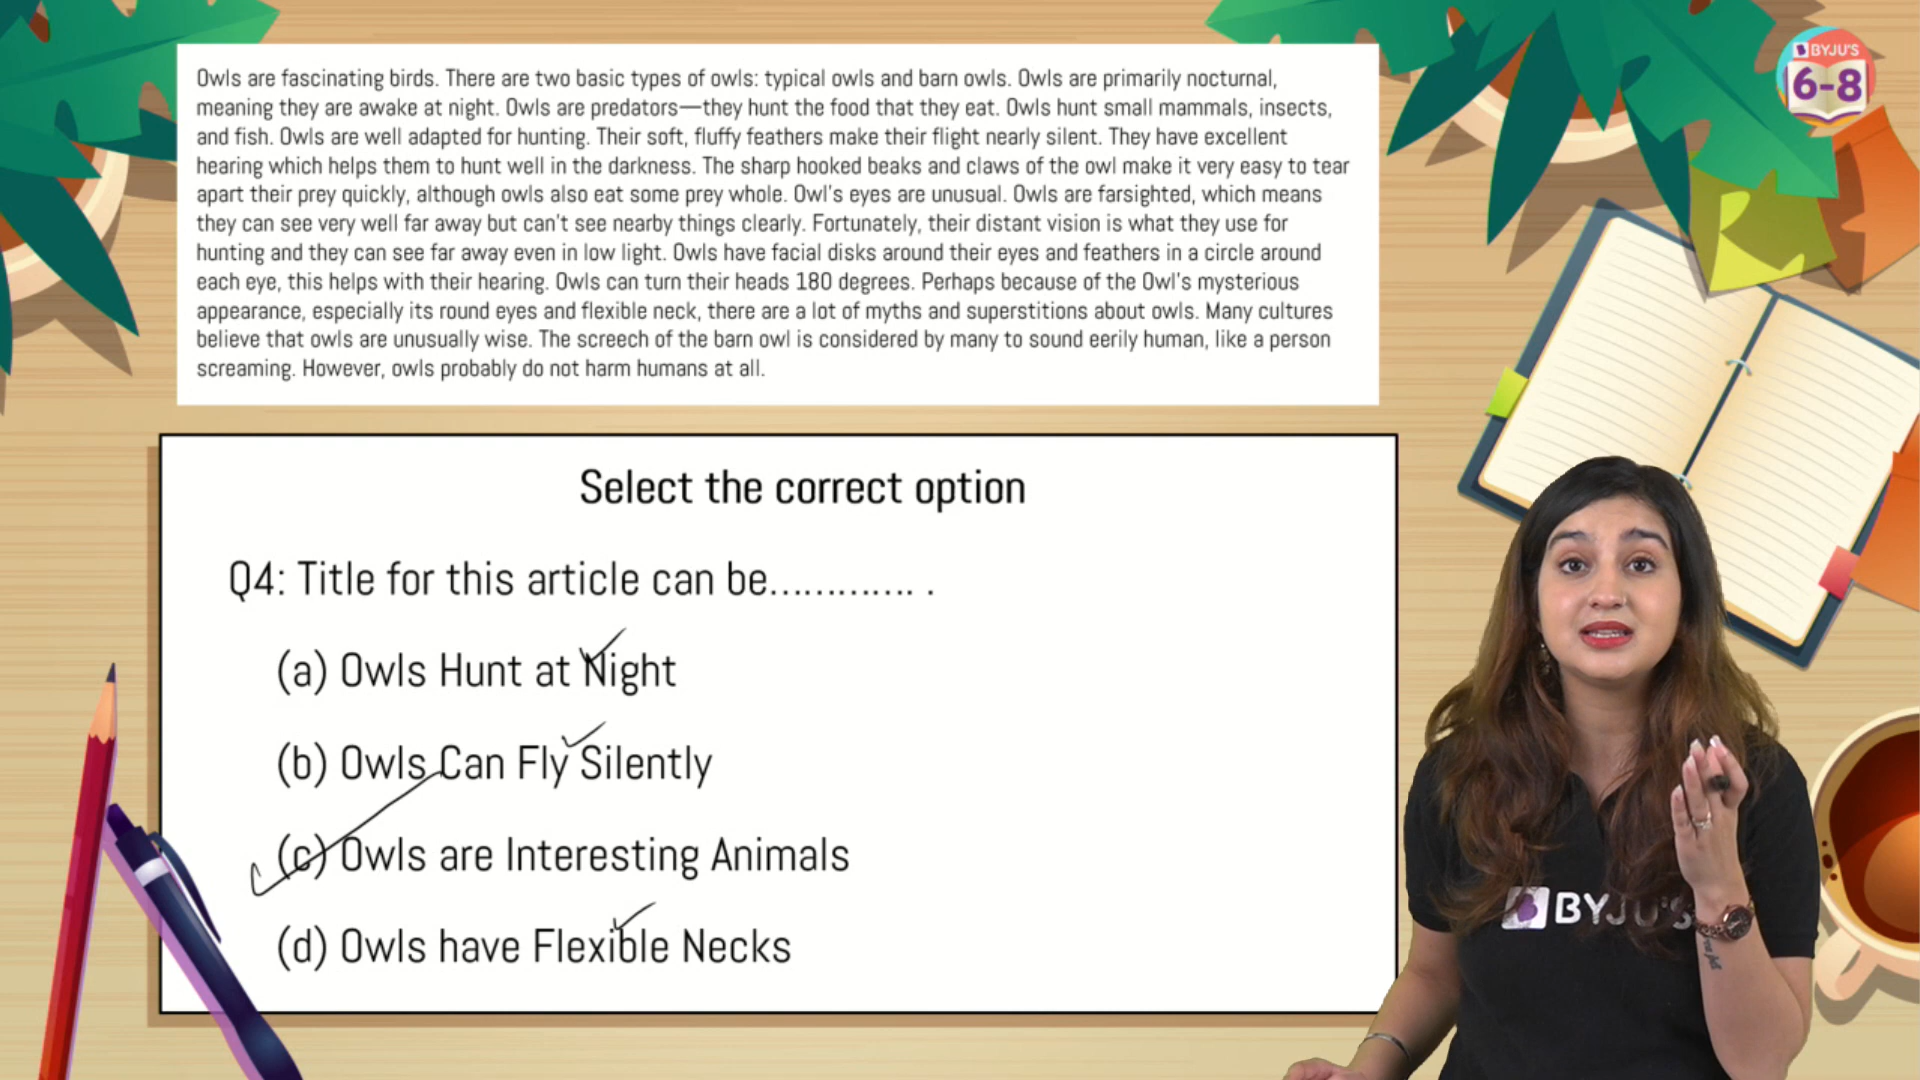 Owls are fascinating birds. There are two basic types of owls: typical owls and barn owls. Owls are primarily nocturnal,
meaning they are awake at night. Owls are predators—they hunt the food that they eat. Owls hunt small mammals, insects,
and fish. Owls are well adapted for hunting. Their soft, fluffy feathers make their flight nearly silent. They have excellent
hearing which helps them to hunt well in the darkness. The sharp hooked beaks and claws of the owl make it very easy to tear
apart their prey quickly, although owls also eat some prey whole. Owl's eyes are unusual. Owls are farsighted, which means
they can see very well far away but can't see nearby things clearly. Fortunately, their distant vision is what they use for
hunting and they can see far away even in low light. Owls have facial disks around their eyes and feathers in a circle around
each eye, this helps with their hearing. Owls can turn their heads 180 degrees. Perhaps because of the Owl's mysterious
appearance, especially its round eyes and flexible neck, there are a lot of myths and superstitions about owls. Many cultures
believe that owls are unusually wise. The screech of the barn owl is considered by many to sound eerily human, like a person
screaming. However, owls probably do not harm humans at all.
BYJU'S
6-8
Select the correct option
Q4: Title for this article can be............. .
(a) Owls Hunt at Night
(b) Owls Can Fly Silently
(c) Owls are Interesting Animals
(d) Owls have Flexible Necks
BYJU'S